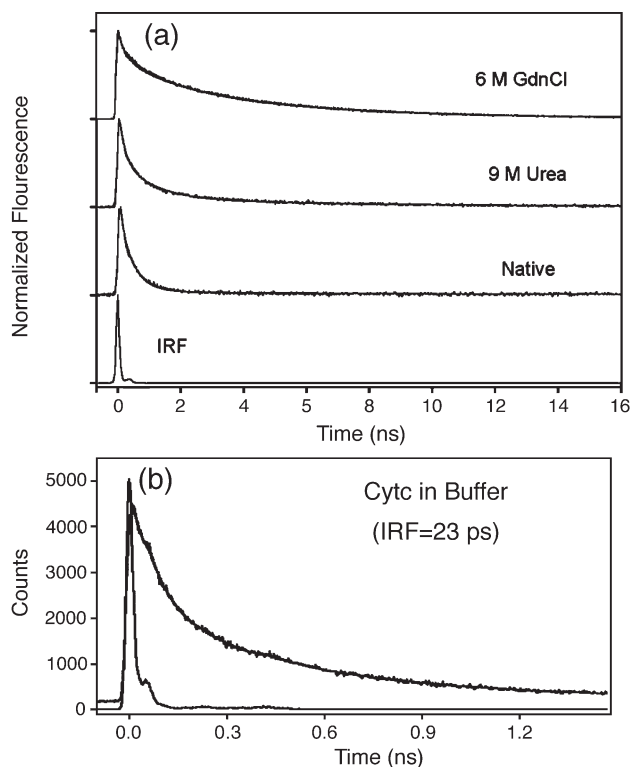 (a)
6 M GdnCl
9 M Urea
Native
IRF
Normalized Flourescence
0 2 4 5 6 8 10 12 14 16
Time (ns)
(b)
Cytc in Buffer
(IRF=23 ps)
Counts
5000
4000
3000
2000
1000
0
0.0 0.3 0.6 0.9 1.2
Time (ns)